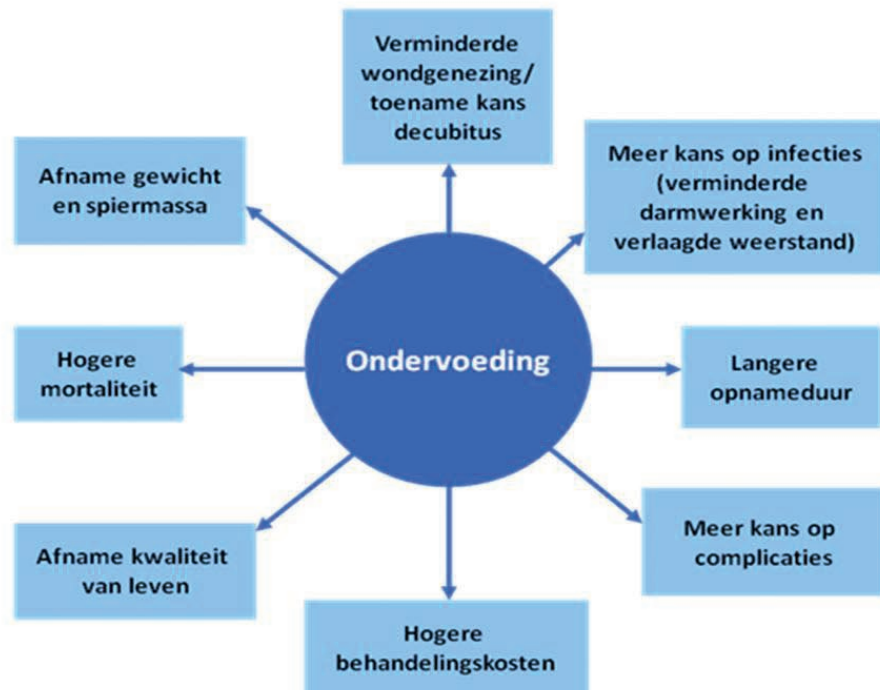 Verminderde
wondgenezing/
toename kans
decubitus
Meer kans op infecties
(verminderde
darmwerking en
verlaagde weerstand)
Afname gewicht
en spiermassa
Ondervoeding
Hogere
mortaliteit
Langere
opnameduur
Afname kwaliteit
van leven
Meer kans op
complicaties
Hogere
behandelingskosten